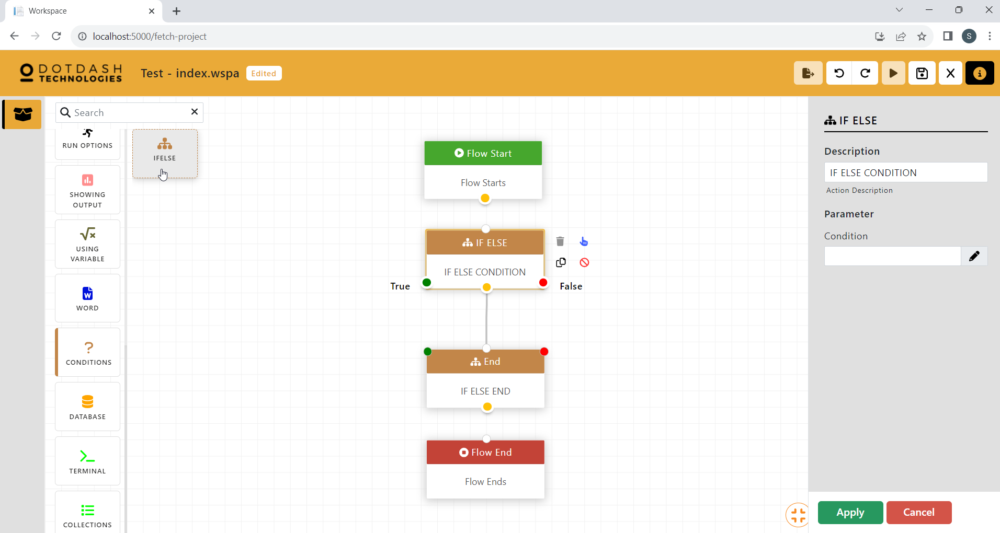 Workspace
localhost:5000/fetch-project
S
DOTDASH
TECHNOLOGIES
Test - index.wspa
Edited
Search
RUN OPTIONS
SHOWING
OUTPUT
USING
VARIABLE
WORD
CONDITIONS
DATABASE
TERMINAL
COLLECTIONS
IFELSE
Flow Start
Flow Starts
IF ELSE
IF ELSE CONDITION
True
False
End
IF ELSE END
Flow End
Flow Ends
IF ELSE
Description
IF ELSE CONDITION
Action Description
Parameter
Condition
Apply
Cancel